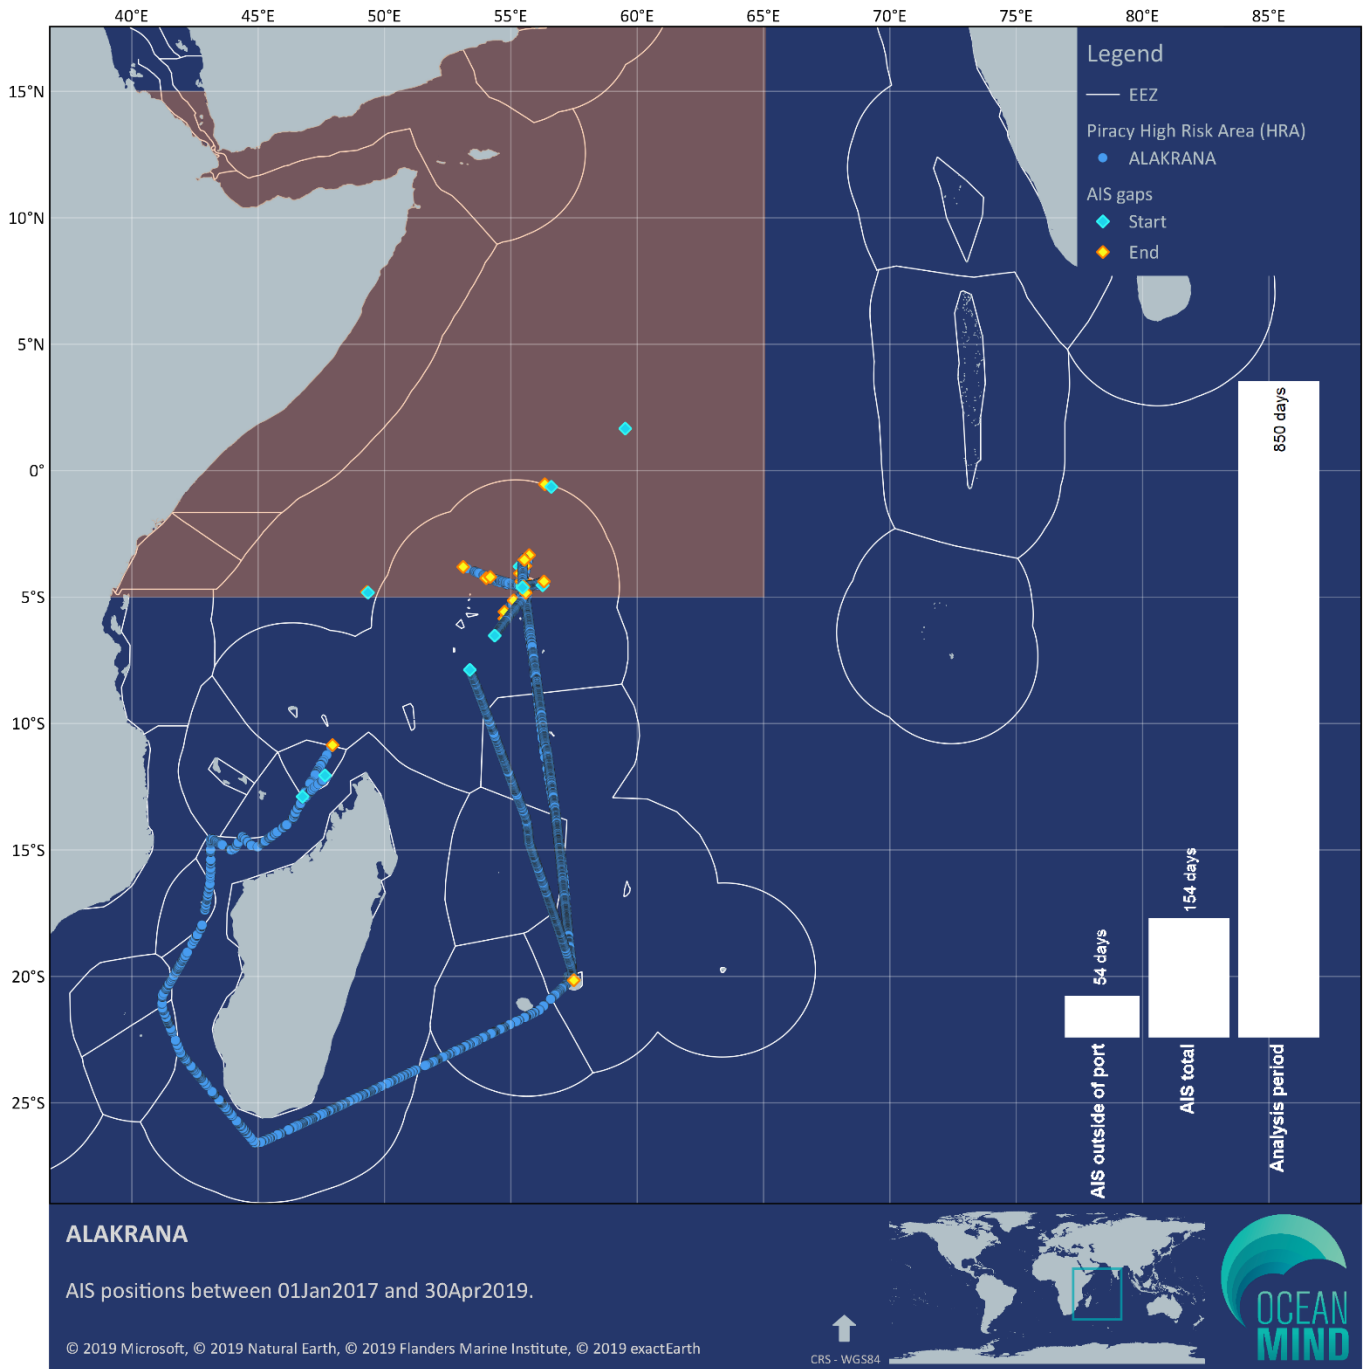 40°E 45°E 50°E 55°E 60°E 65°E 70°E 75°E 80°E 85°E
Legend
EEZ
Piracy High Risk Area (HRA)
ALAKRANA
AIS gaps
Start
End
15°N
10°N
5°N
0°
5°S
10°S
15°S
20°S
25°S
54 days
154 days
850 days
AIS outside of port
AIS total
Analysis period
ALAKRANA
AIS positions between 01Jan2017 and 30Apr2019.
© 2019 Microsoft, © 2019 Natural Earth, © 2019 Flanders Marine Institute, © 2019 exactEarth
CRS - WGS84
OCEAN
MIND